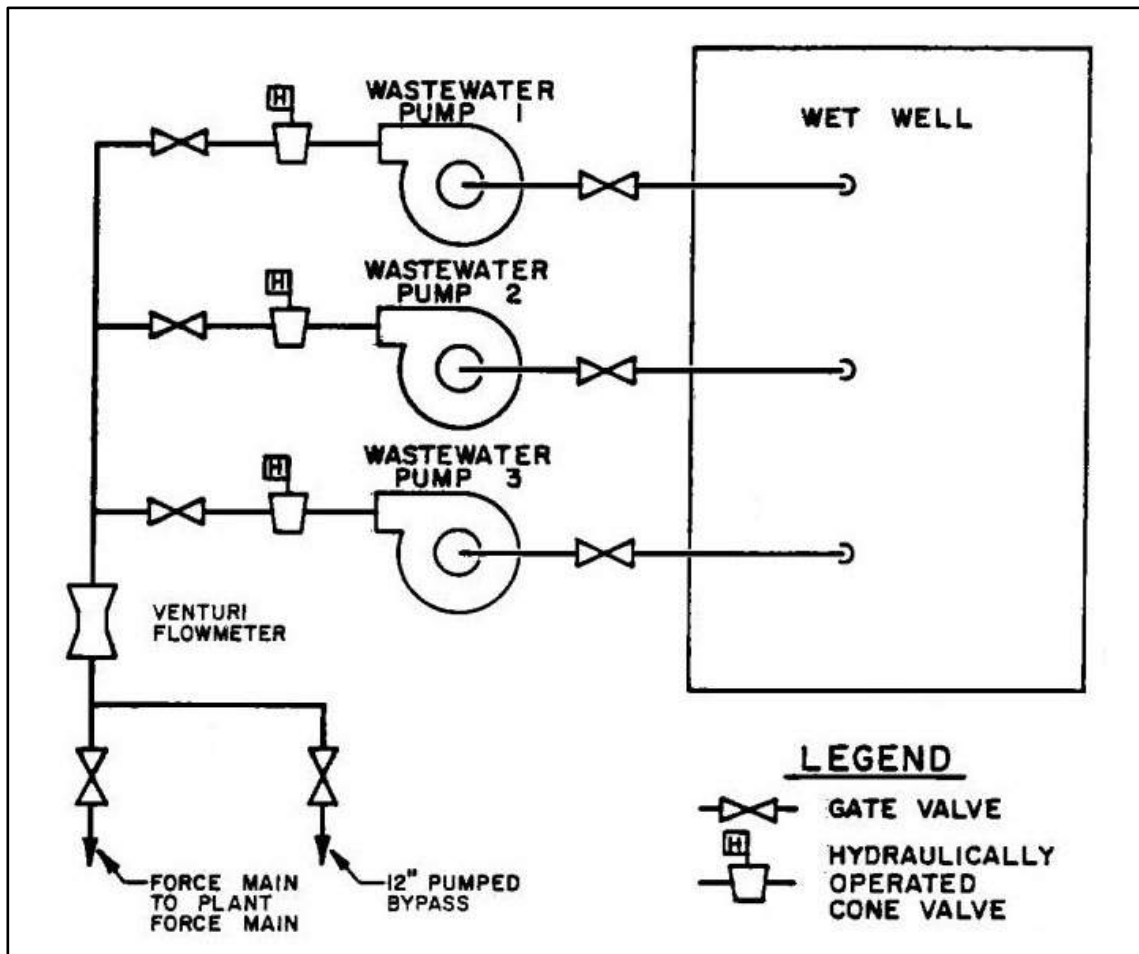 WASTEWATER
PUMP 1
H
WET WELL
WASTEWATER
PUMP 2
H
WASTEWATER
PUMP 3
H
VENTURI
FLOWMETER
FORCE MAIN
TO PLANT
FORCE MAIN
12" PUMPED
BYPASS
LEGEND
GATE VALVE
H
HYDRAULICALLY
OPERATED
CONE VALVE